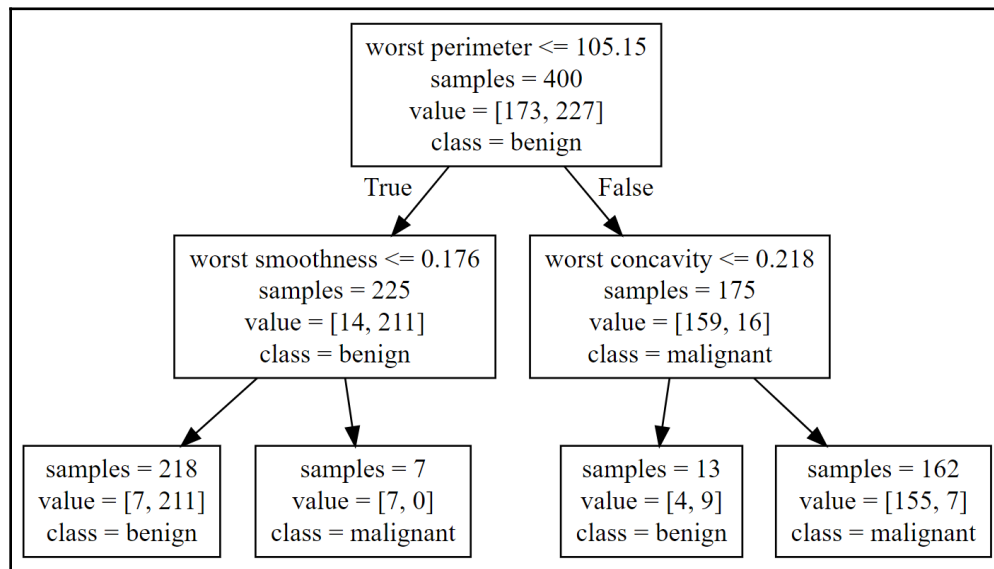 worst perimeter <= 105.15
samples = 400
value = [173, 227]
class = benign
True
False
worst smoothness <= 0.176
samples = 225
value = [14, 211]
class = benign
worst concavity <= 0.218
samples = 175
value = [159, 16]
class = malignant
samples = 218
value = [7, 211]
class = benign
samples = 7
value = [7, 0]
class = malignant
samples = 13
value = [4, 9]
class = benign
samples = 162
value = [155, 7]
class = malignant